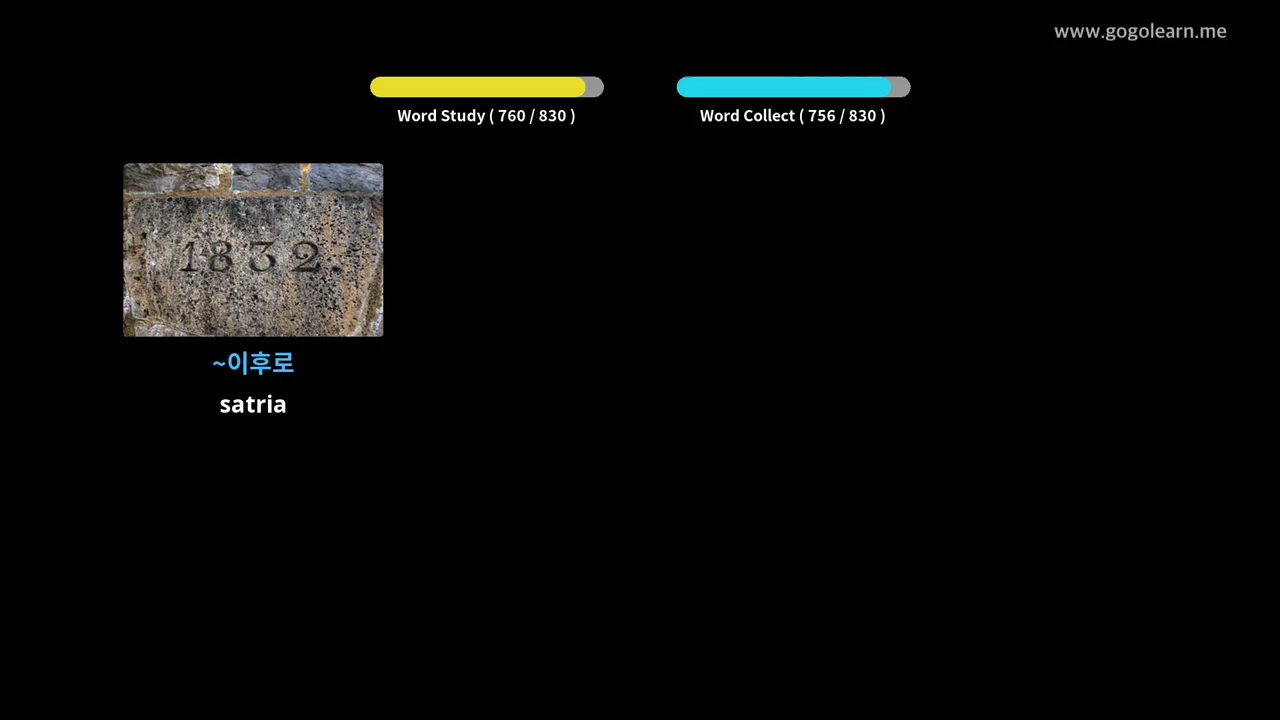 www.gogolearn.me
Word Study ( 760 / 830 )
Word Collect ( 756 / 830 )
1832
~이후로
satria